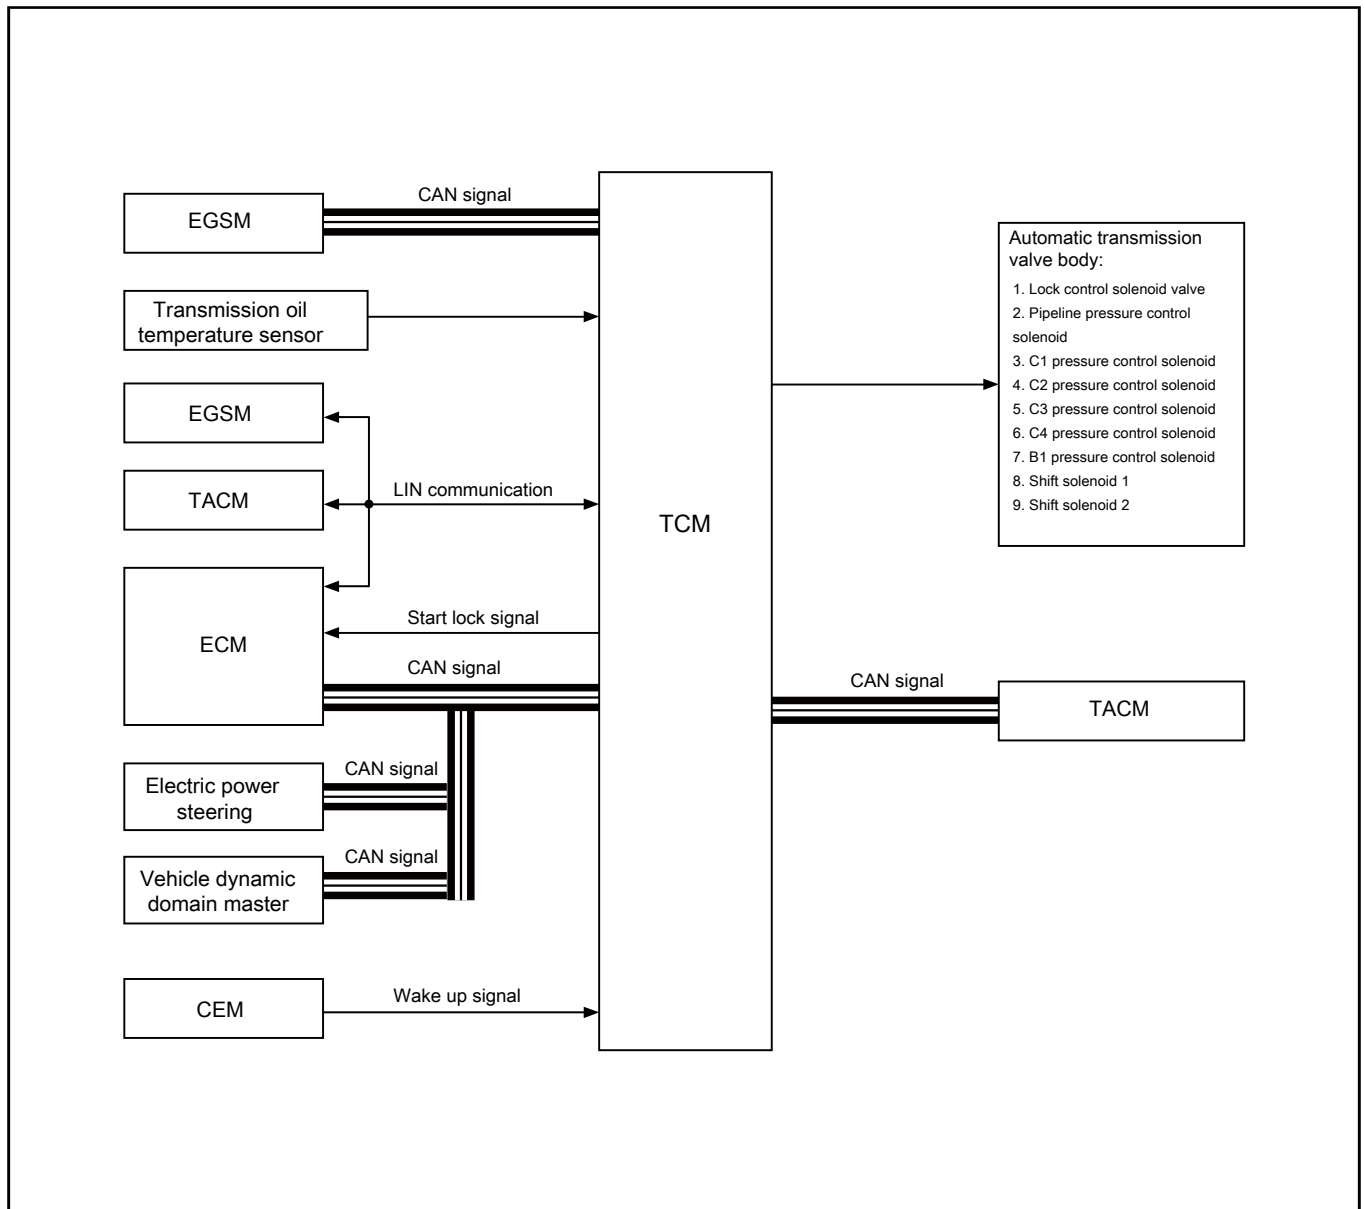 CAN signal
EGSM
Transmission oil
temperature sensor
EGSM
TACM
LIN communication
ECM
Start lock signal
CAN signal
Electric power
steering
CAN signal
Vehicle dynamic
domain master
CAN signal
CEM
Wake up signal
TCM
Automatic transmission
valve body:
1. Lock control solenoid valve
2. Pipeline pressure control
solenoid
3. C1 pressure control solenoid
4. C2 pressure control solenoid
5. C3 pressure control solenoid
6. C4 pressure control solenoid
7. B1 pressure control solenoid
8. Shift solenoid 1
9. Shift solenoid 2
CAN signal
TACM